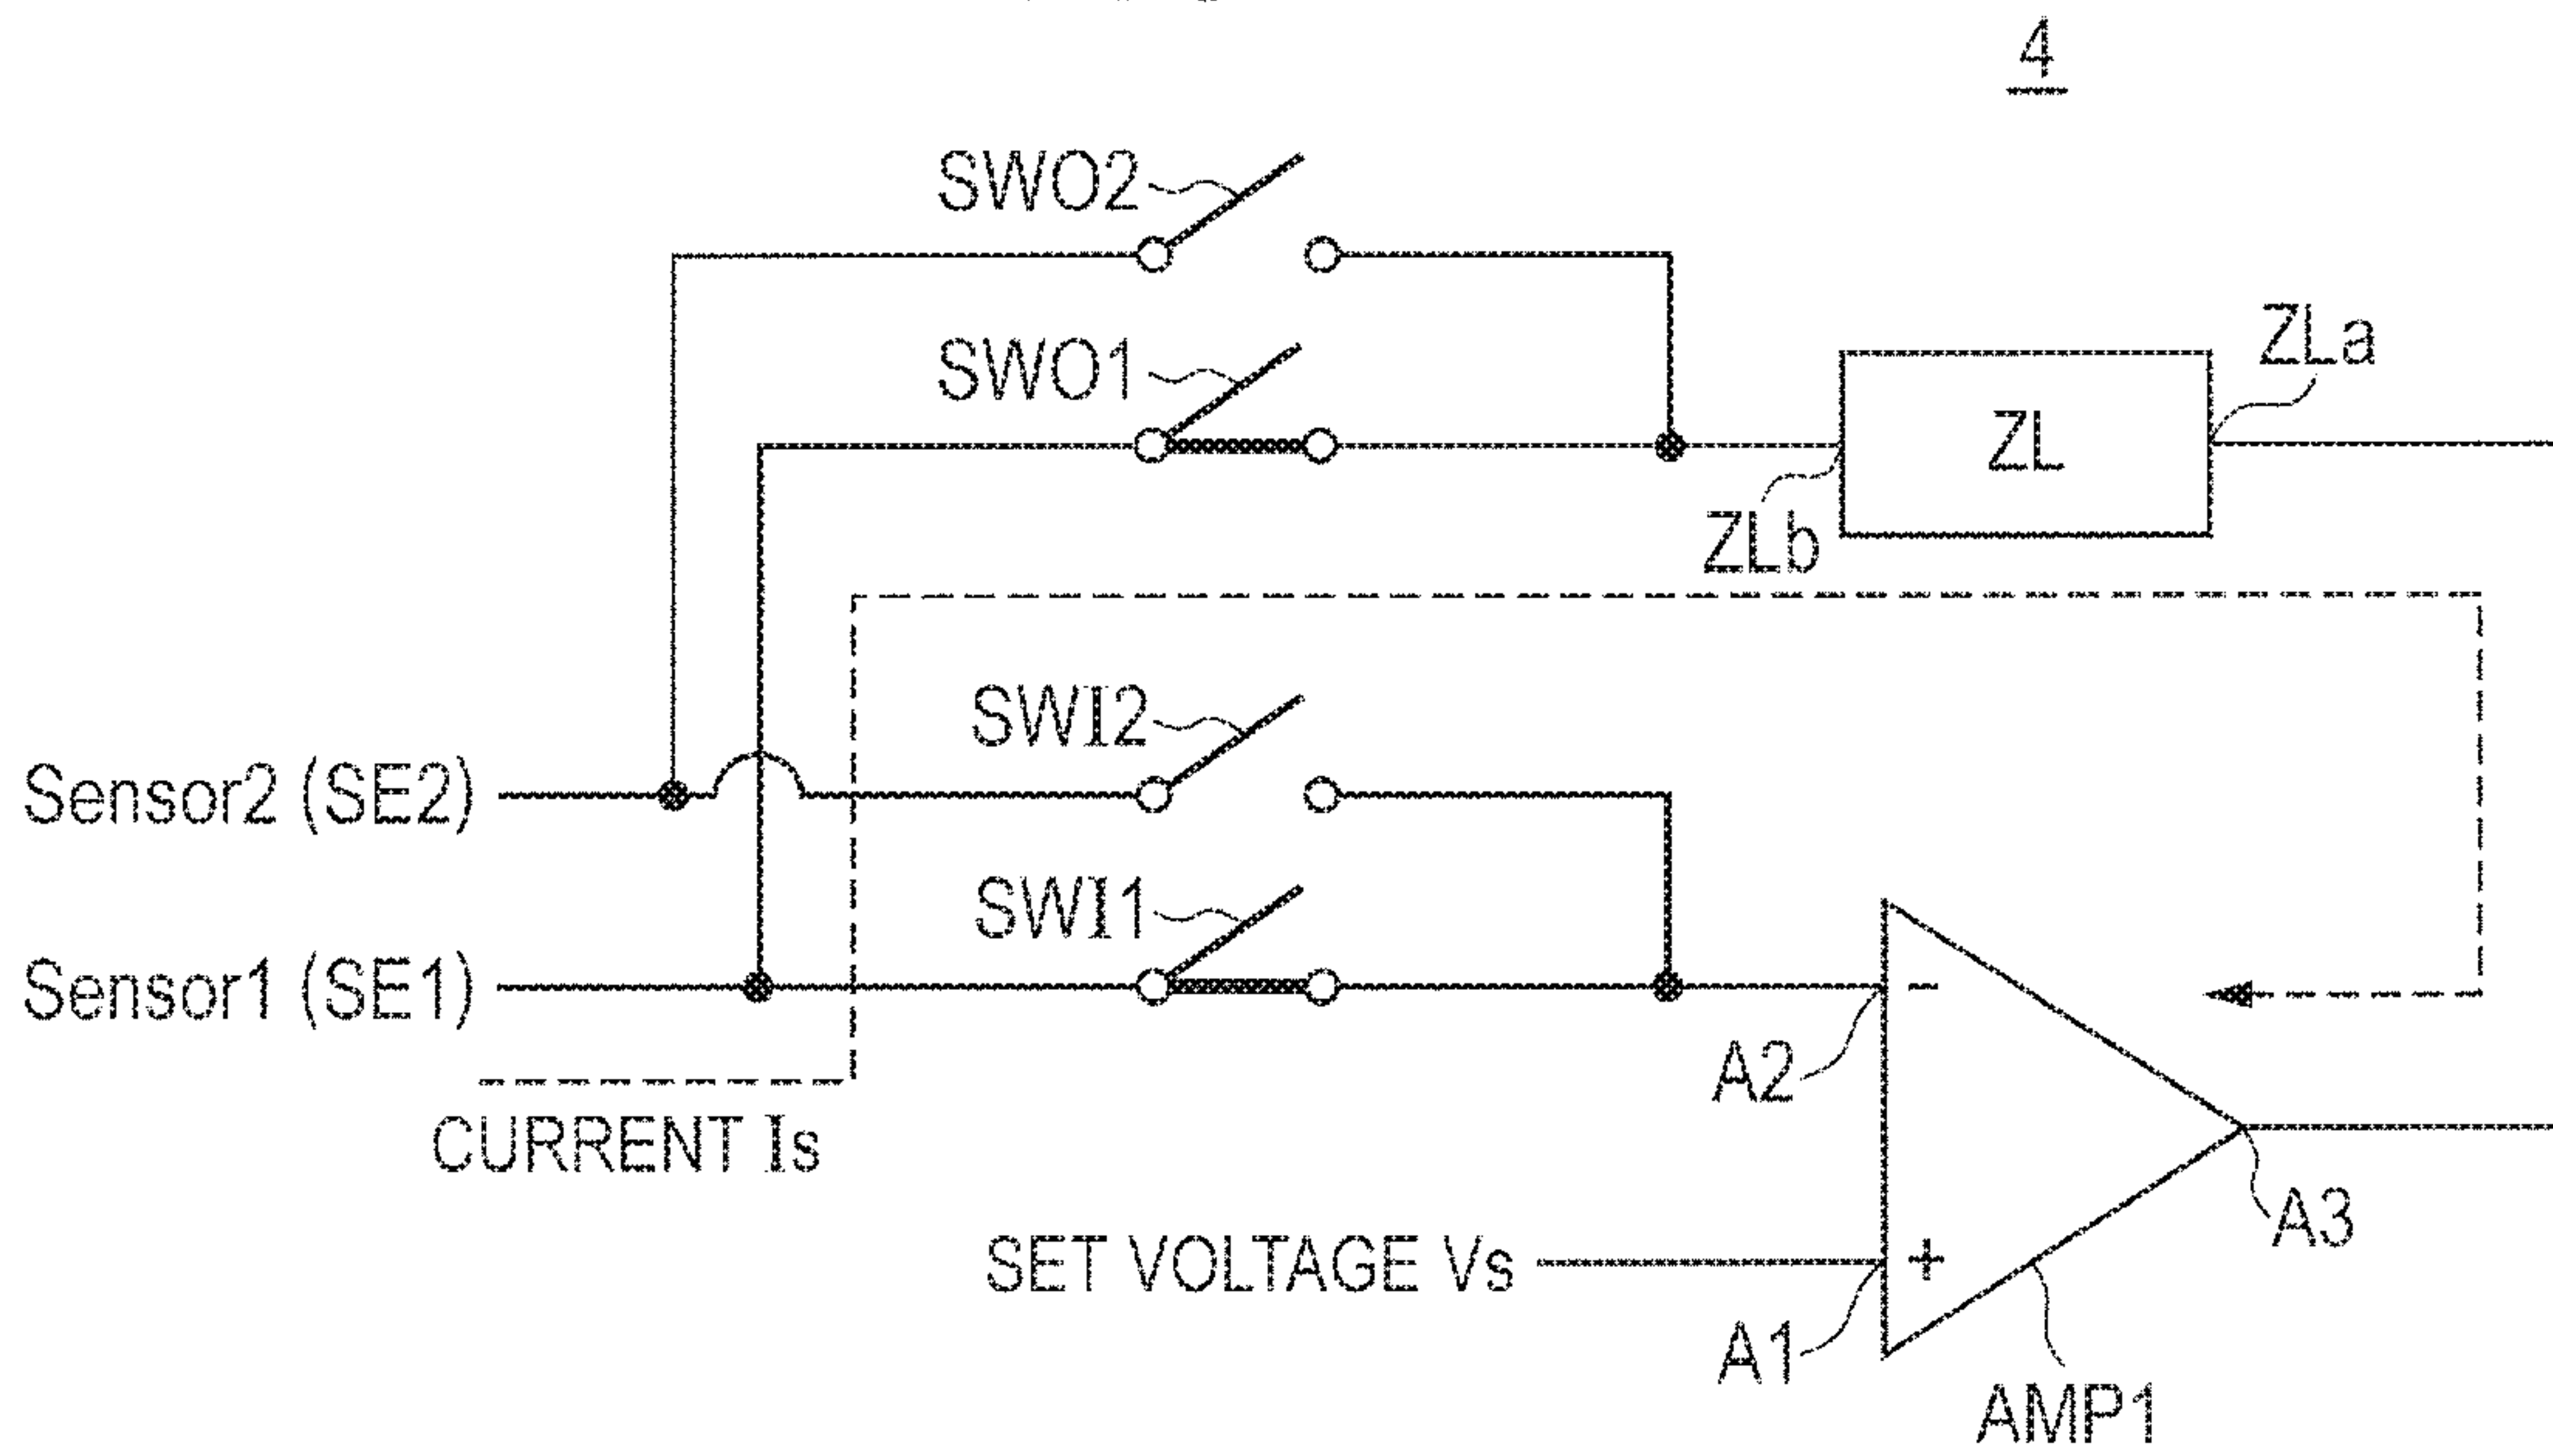 4
SWO2
SWO1
ZLa
ZL
ZLb
SWI2
Sensor2 (SE2)
SWI1
Sensor1 (SE1)
-
A2
CURRENT Is
A3
SET VOLTAGE Vs
+
A1
AMP1